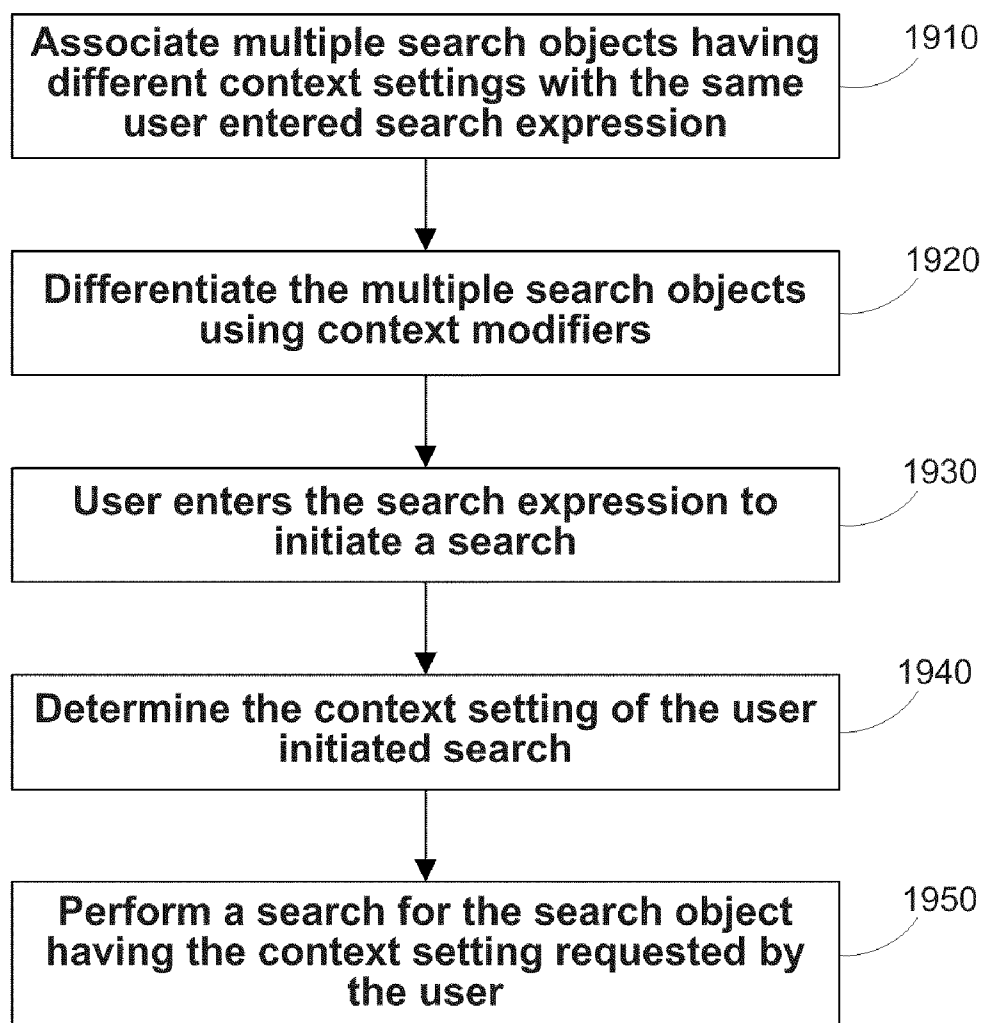 Associate multiple search objects having
different context settings with the same
user entered search expression
1910
Differentiate the multiple search objects
using context modifiers
1920
User enters the search expression to
initiate a search
1930
Determine the context setting of the user
initiated search
1940
Perform a search for the search object
having the context setting requested by
the user
1950